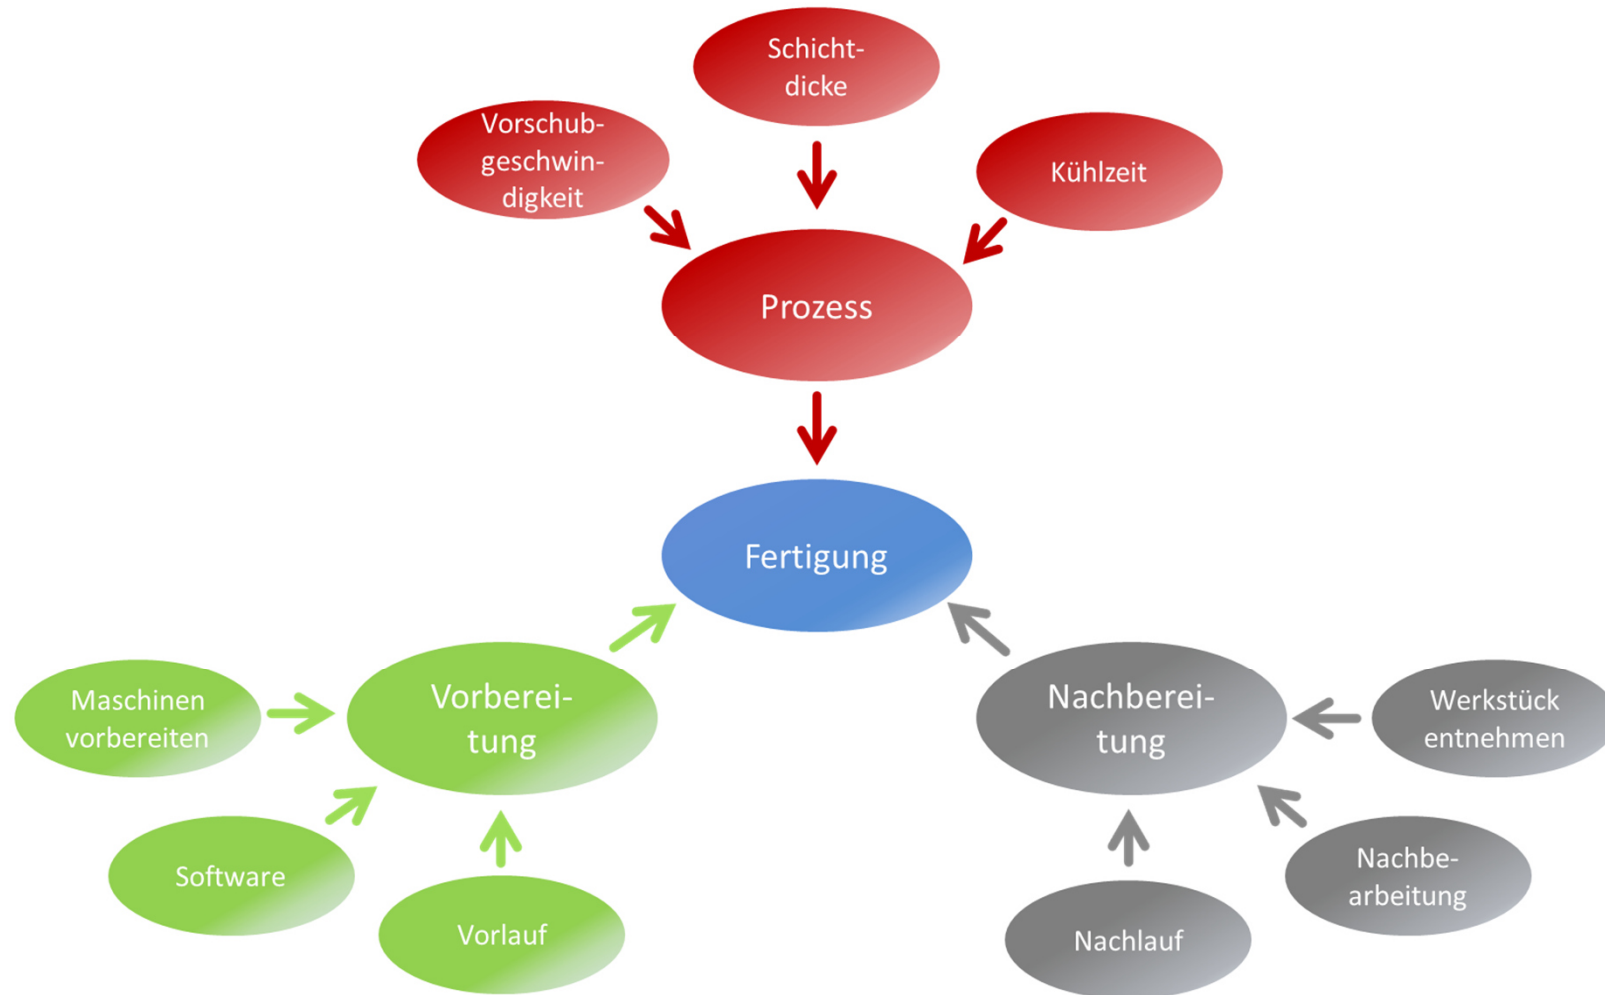 Schicht-
dicke
Vorschub-
geschwin-
digkeit
Kühlzeit
Prozess
Fertigung
Maschinen
vorbereiten
Vorberei-
tung
Software
Vorlauf
Nachberei-
tung
Werkstück
entnehmen
Nachbe-
arbeitung
Nachlauf